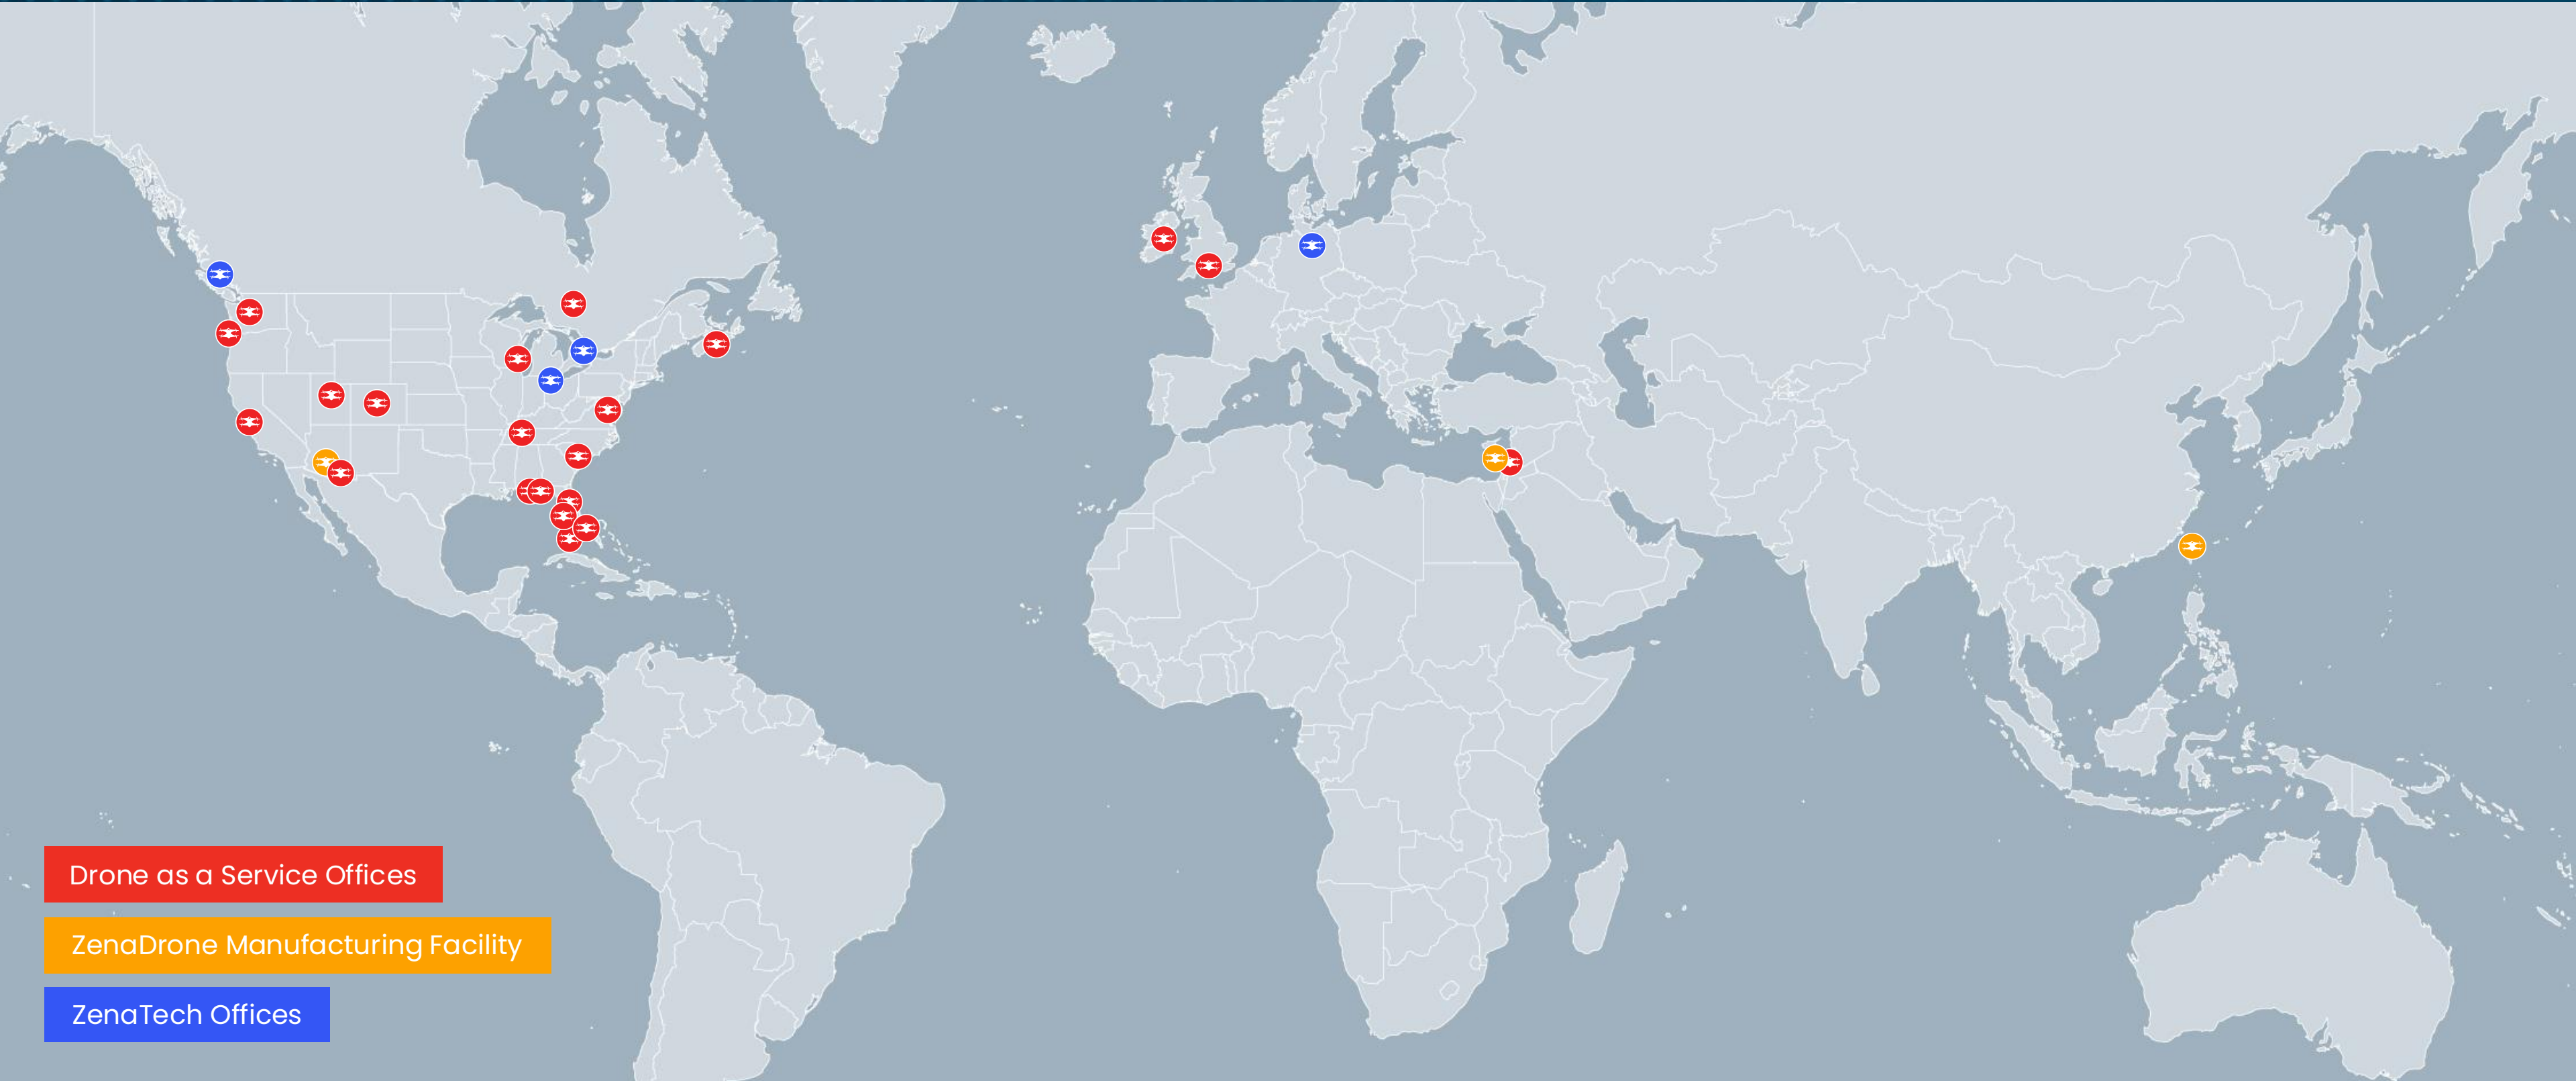 Drone as a Service Offices
ZenaDrone Manufacturing Facility
ZenaTech Offices